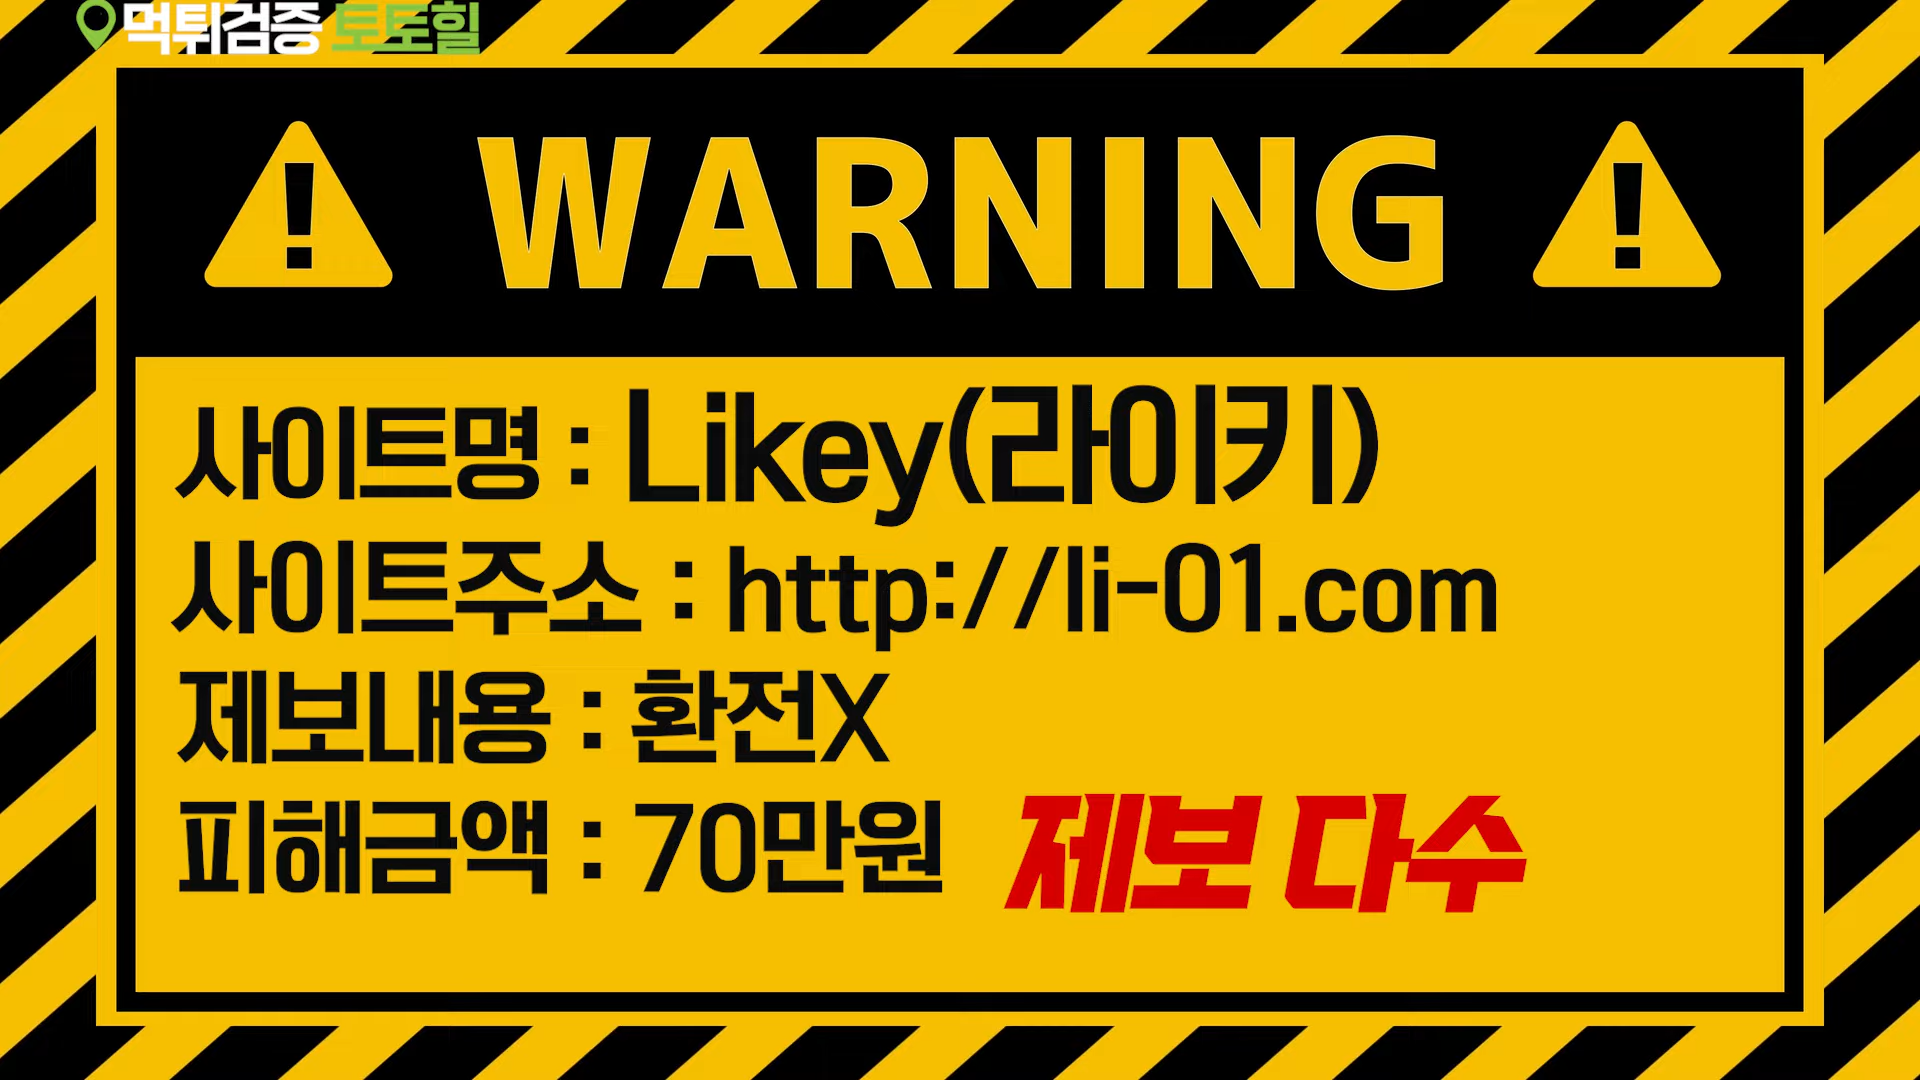 먹튀검증 토토힐
WARNING
사이트명 : Likey(라이키)
사이트주소 : http://li-01.com
제보내용 : 환전X
피해금액 : 70만원 제보 다수